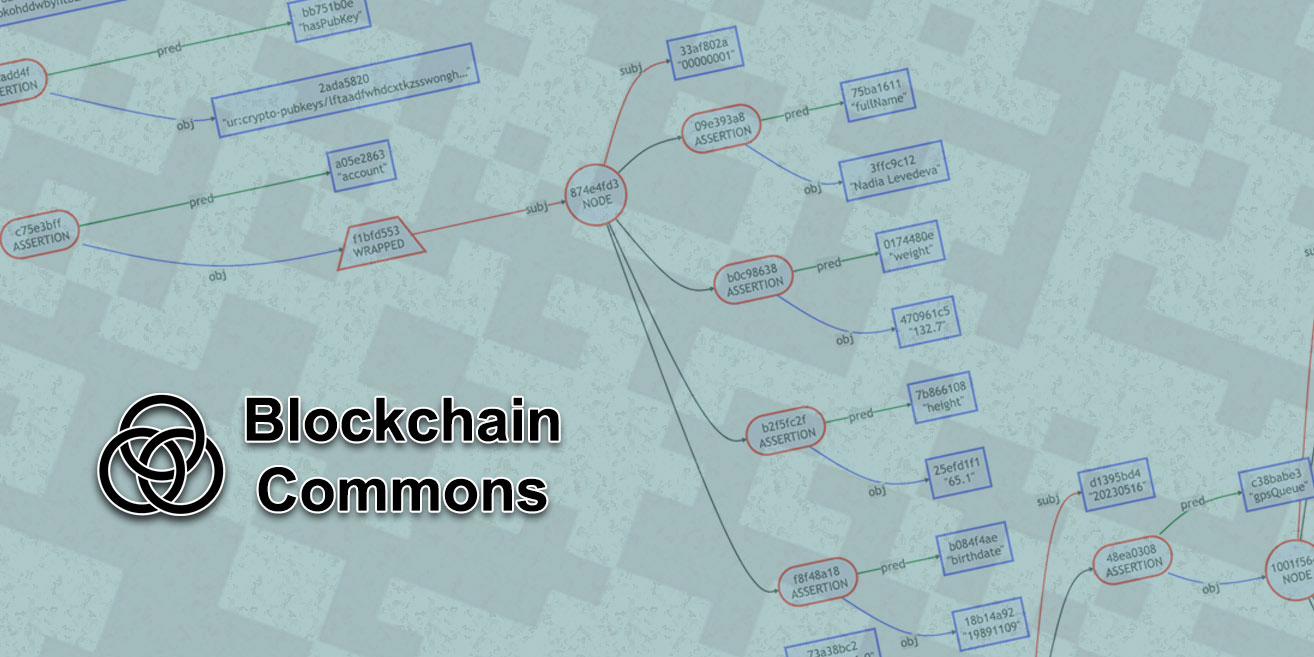 bb751b0e
"hasPubKey"
pred
add4f
ERTION
2ada5820
"ur:crypto-pubkeys/lftaadfwhdcxtkzsswongh..."
obj
a05e2863
"account"
pred
c75e3bff
ASSERTION
f1bfd553
WRAPPED
obj
subj
874e4fd3
NODE
subj
33af802a
"00000001"
09e393a8
ASSERTION
pred
75ba1611
"fullName"
obj
3ffc9c12
"Nadia Levedeva"
b0c98638
ASSERTION
pred
0174480e
"weight"
obj
470961c5
"132.7"
b2f5fc2f
ASSERTION
pred
7b866108
"height"
obj
25efd1f1
"65.1"
f8f48a18
ASSERTION
pred
b084f4ae
"birthdate"
obj
18b14a92
"19891109"
73a38bc2
subj
d1395bd4
"20230516"
48ea0308
ASSERTION
pred
c38babe3
"gpsQueue"
obj
1001f56
NODE
su
Blockchain
Commons